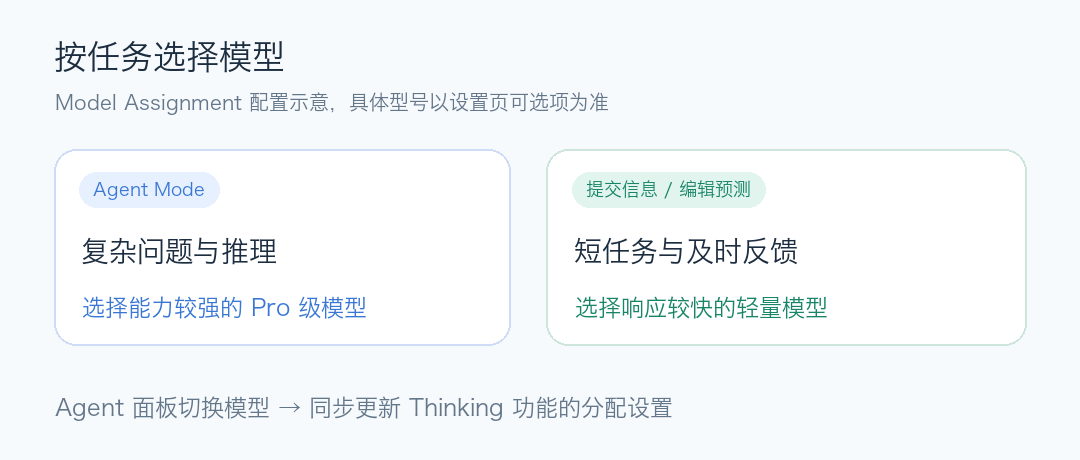 按任务选择模型
Model Assignment 配置示意，具体型号以设置页可选项为准
Agent Mode
复杂问题与推理
选择能力较强的 Pro 级模型
提交信息 / 编辑预测
短任务与及时反馈
选择响应较快的轻量模型
Agent 面板切换模型 → 同步更新 Thinking 功能的分配设置